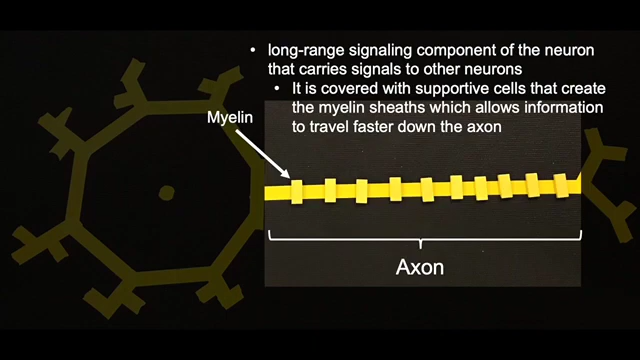 • long-range signaling component of the neuron
that carries signals to other neurons
• It is covered with supportive cells that create
the myelin sheaths which allows information
to travel faster down the axon
Myelin
Axon